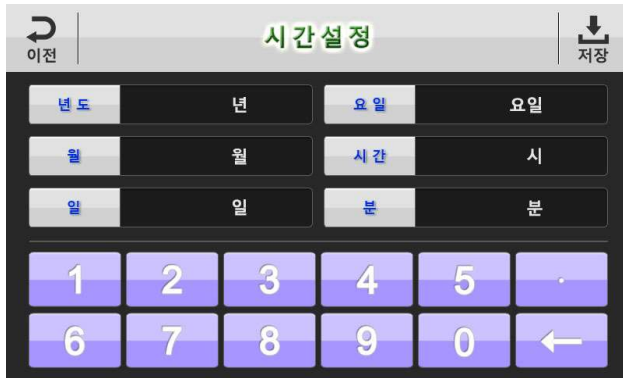 이전
시간설정
저장
년도 년 요일 요일
월 월 시간 시
일 일 분 분
1 2 3 4 5 .
6 7 8 9 0 ←